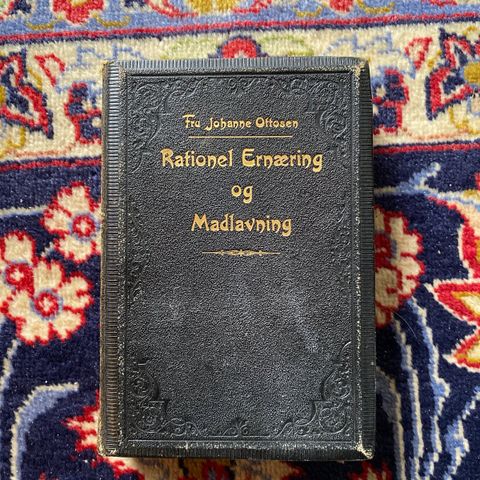 Fru Johanne Ottosen
Rationel Ernæring
og
Madlavning